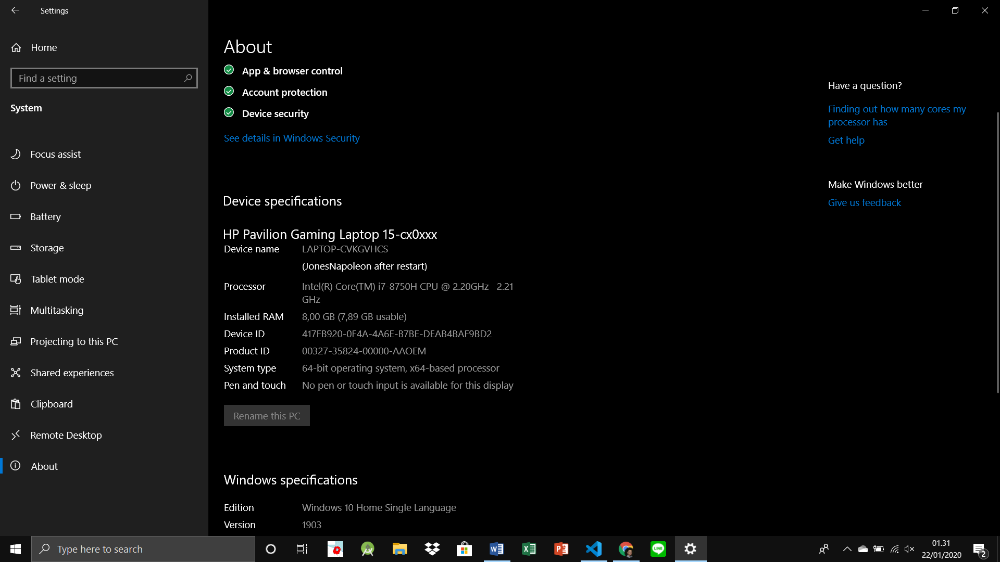 Settings
Home
Find a setting
System
Focus assist
Power & sleep
Battery
Storage
Tablet mode
Multitasking
Projecting to this PC
Shared experiences
Clipboard
Remote Desktop
About
About
App & browser control
Account protection
Device security
See details in Windows Security
Device specifications
HP Pavilion Gaming Laptop 15-cx0xxx
Device name LAPTOP-CVKGVHCS
(JonesNapoleon after restart)
Processor Intel(R) Core(TM) i7-8750H CPU @ 2.20GHz 2.21
GHz
Installed RAM 8,00 GB (7,89 GB usable)
Device ID 417FB920-0F4A-4A6E-B7BE-DEAB4BAF9BD2
Product ID 00327-35824-00000-AAOEM
System type 64-bit operating system, x64-based processor
Pen and touch No pen or touch input is available for this display
Rename this PC
Windows specifications
Edition Windows 10 Home Single Language
Version 1903
Have a question?
Finding out how many cores my
processor has
Get help
Make Windows better
Give us feedback
Type here to search
LINE
01.31
22/01/2020
2